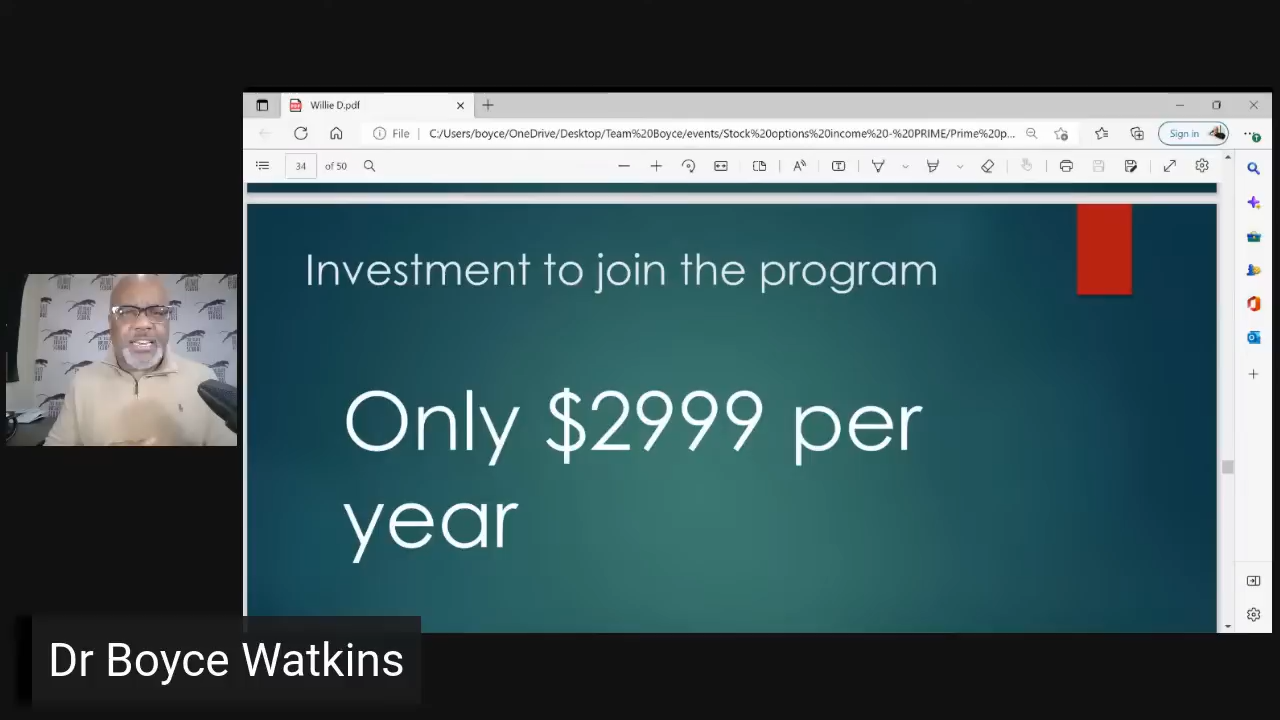 Willie D.pdf
File
C:/Users/boyce/OneDrive/Desktop/Team%20Boyce/events/Stock%20options%20income%20-%20PRIME/Prime%20p...
Sign in
34
of 50
Investment to join the program
Only $2999 per
year
Dr Boyce Watkins